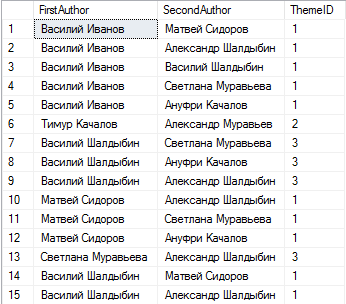 FirstAuthor SecondAuthor ThemeID
1 Василий Иванов Матвей Сидоров 1
2 Василий Иванов Александр Шалдыбин 1
3 Василий Иванов Василий Шалдыбин 1
4 Василий Иванов Светлана Муравьева 1
5 Василий Иванов Ануфри Качалов 1
6 Тимур Качалов Александр Муравьев 2
7 Василий Шалдыбин Светлана Муравьева 3
8 Василий Шалдыбин Ануфри Качалов 3
9 Василий Шалдыбин Александр Шалдыбин 3
10 Матвей Сидоров Александр Шалдыбин 1
11 Матвей Сидоров Светлана Муравьева 1
12 Матвей Сидоров Ануфри Качалов 1
13 Светлана Муравьева Александр Шалдыбин 3
14 Василий Шалдыбин Матвей Сидоров 1
15 Василий Шалдыбин Александр Шалдыбин 1